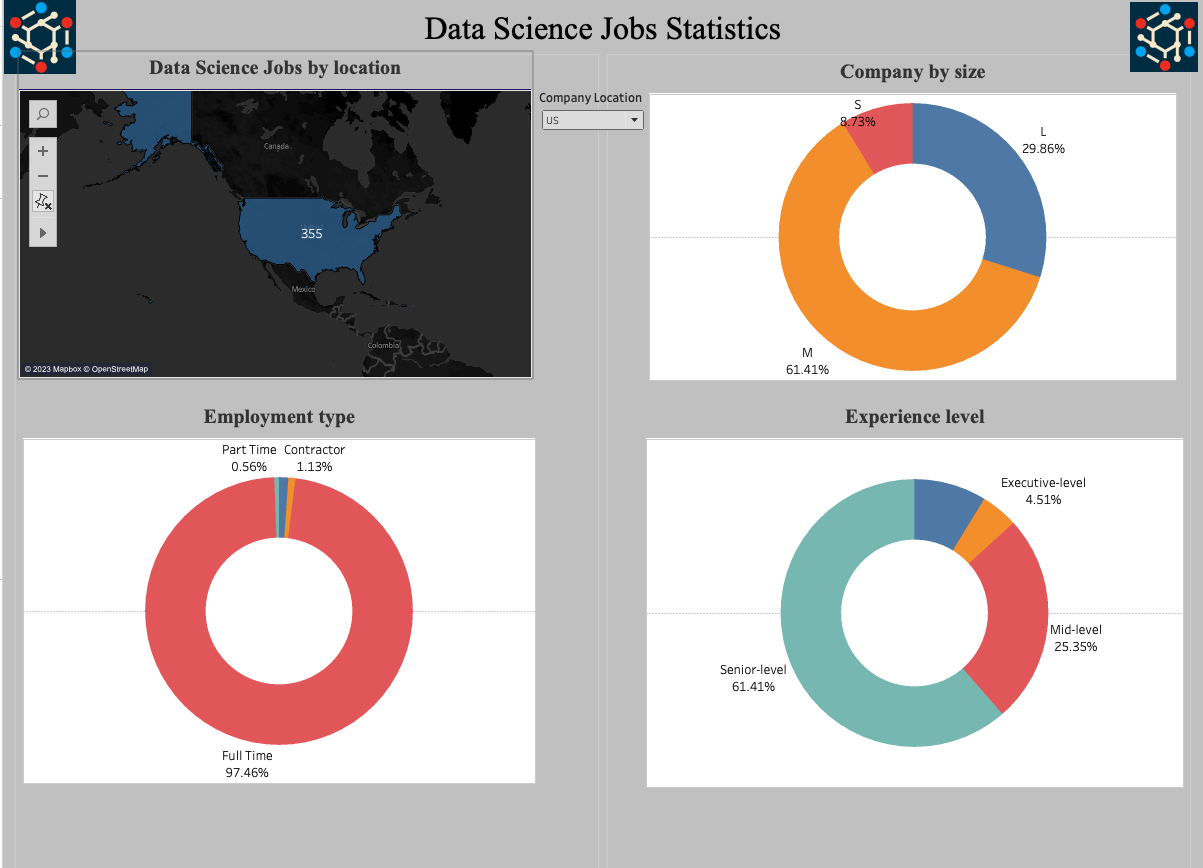 Data Science Jobs Statistics
Data Science Jobs by location
Canada
355
Mexico
Colombia
© 2023 Mapbox © OpenStreetMap
Company Location
US
Company by size
S
8.73%
L
29.86%
M
61.41%
Employment type
Part Time Contractor
0.56% 1.13%
Full Time
97.46%
Experience level
Executive-level
4.51%
Mid-level
25.35%
Senior-level
61.41%